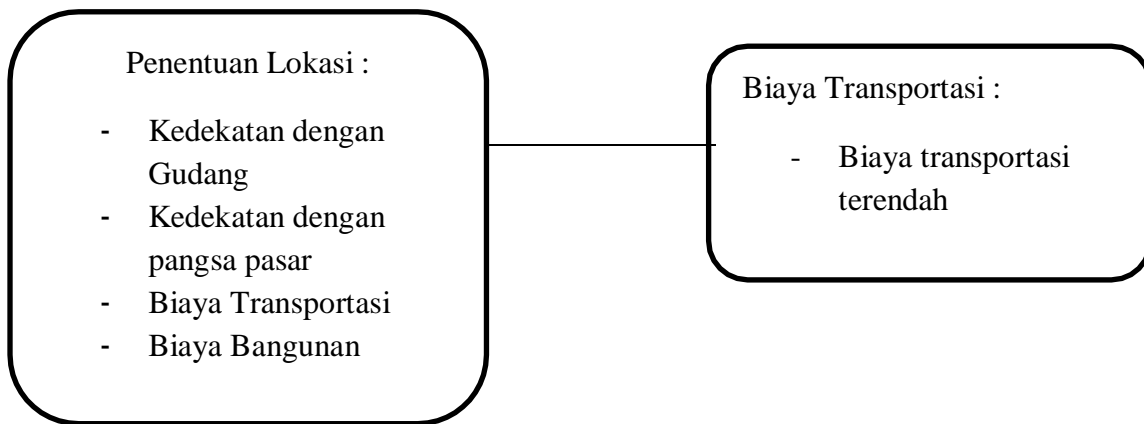 Penentuan Lokasi :
- Kedekatan dengan
Gudang
- Kedekatan dengan
pangsa pasar
- Biaya Transportasi
- Biaya Bangunan
Biaya Transportasi :
- Biaya transportasi
terendah